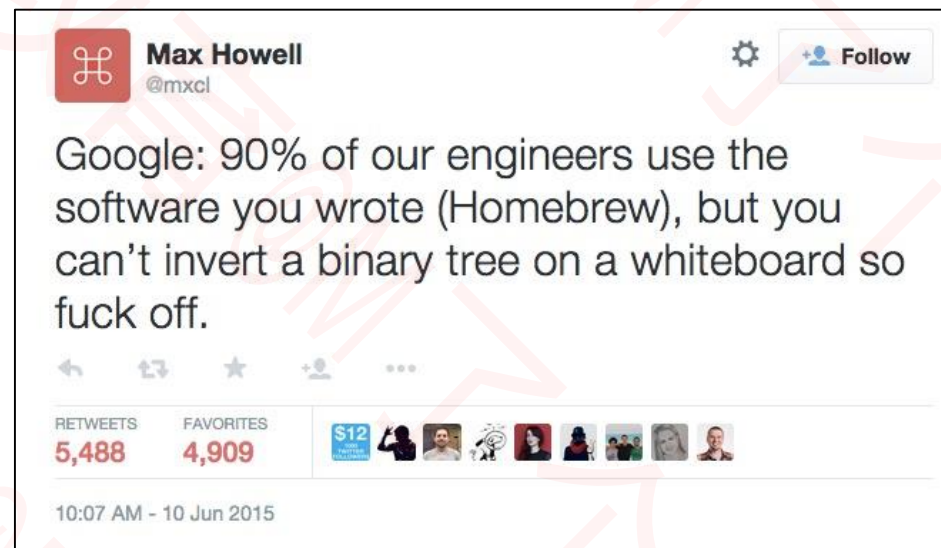 Max Howell
@mxcl
Follow
Google: 90% of our engineers use the
software you wrote (Homebrew), but you
can't invert a binary tree on a whiteboard so
fuck off.
RETWEETS FAVORITES
5,488 4,909
$12
10:07 AM - 10 Jun 2015